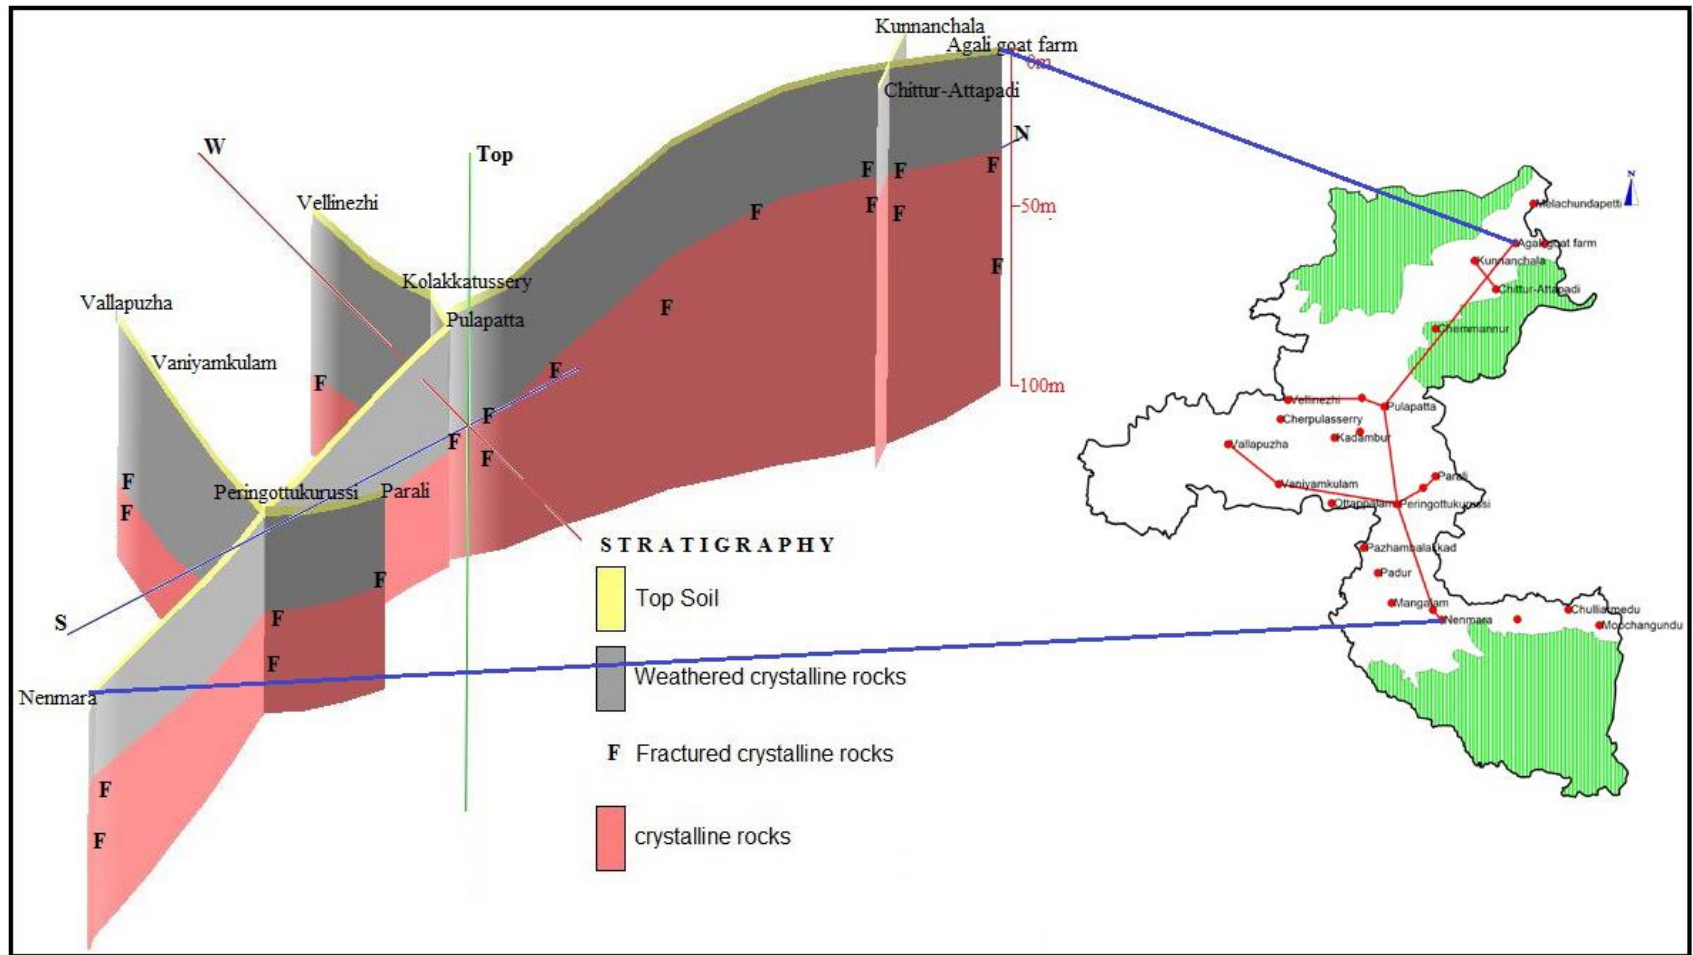 Kunnanchala
Agali goat farm
0m
Chittur-Attapadi
N
W
Top
F
F
F
F
F
F
50m
F
F
Vellinezhi
Kolakkatussery
Pulapatta
Vallapuzha
Vaniyamkulam
F
F
F
100m
F
F
F
F
F
F
Peringottukurussi
Parali
S
F
F
F
Nenmara
F
F
STRATIGRAPHY
Top Soil
Weathered crystalline rocks
F Fractured crystalline rocks
crystalline rocks
N
Melachundapetti
Agali goat farm
Kunnanchala
Chittur-Attapadi
Chemmannur
Vellinezhi
Pulapatta
Cherpulasserry
Kadambur
Vallapuzha
Parali
Vaniyamkulam
Ottappalam
Peringottukurussi
Pazhambalakkad
Padur
Mangalam
Nenmara
Chulliarmedu
Moochangundu